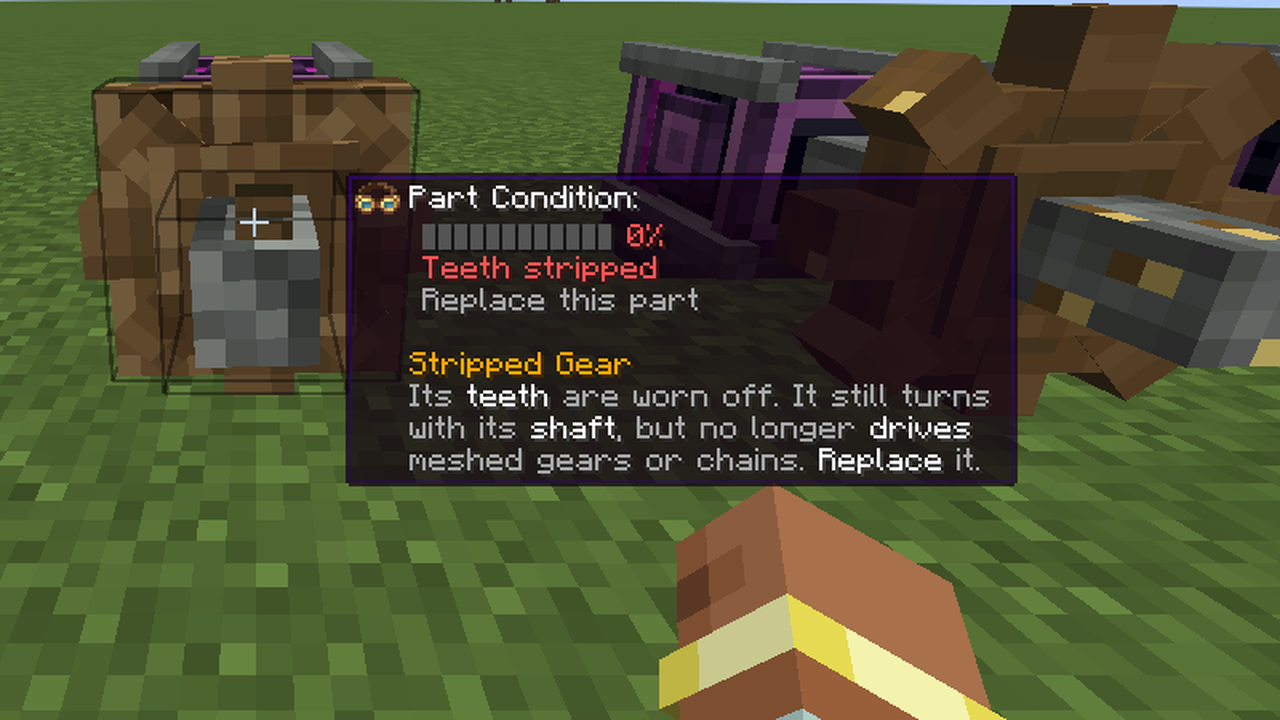 Part Condition:
0%
Teeth stripped
Replace this part
Stripped Gear
Its teeth are worn off. It still turns
with its shaft, but no longer drives
meshed gears or chains. Replace it.